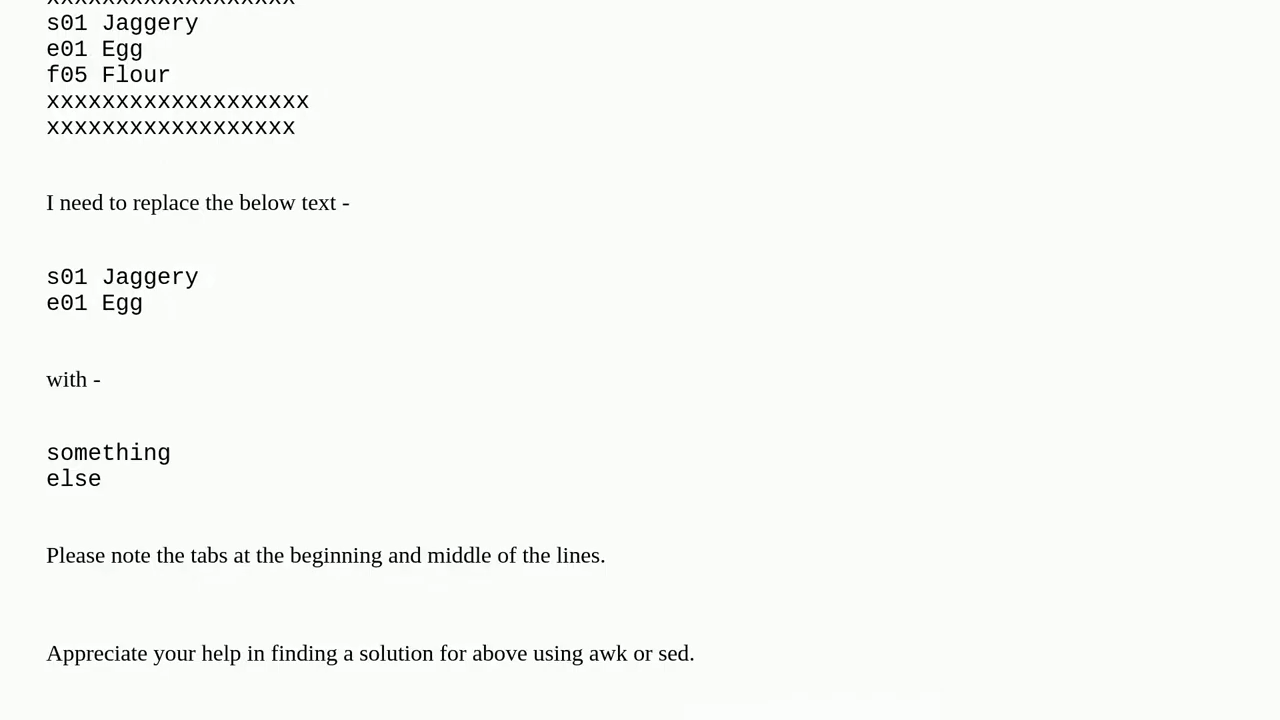 s01 Jaggery
e01 Egg
f05 Flour
xxxxxxxxxxxxxxxxxxx
xxxxxxxxxxxxxxxxxx
I need to replace the below text -
s01 Jaggery
e01 Egg
with -
something
else
Please note the tabs at the beginning and middle of the lines.
Appreciate your help in finding a solution for above using awk or sed.